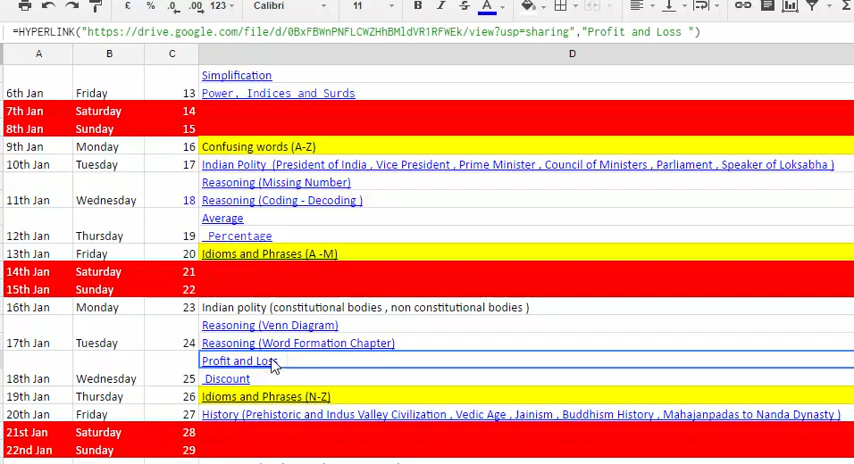 £ % .0 .00 123 Calibri 11 B I S A
=HYPERLINK("https://drive.google.com/file/d/0BxFBWnPNFLCWZHhBMldVR1RFWEk/view?usp=sharing","Profit and Loss ")
A B C D
Simplification
6th Jan Friday 13 Power, Indices and Surds
7th Jan Saturday 14
8th Jan Sunday 15
9th Jan Monday 16 Confusing words (A-Z)
10th Jan Tuesday 17 Indian Polity (President of India , Vice President , Prime Minister , Council of Ministers , Parliament , Speaker of Loksabha )
Reasoning (Missing Number)
11th Jan Wednesday 18 Reasoning (Coding - Decoding )
Average
12th Jan Thursday 19 Percentage
13th Jan Friday 20 Idioms and Phrases (A -M)
14th Jan Saturday 21
15th Jan Sunday 22
16th Jan Monday 23 Indian polity (constitutional bodies , non constitutional bodies )
Reasoning (Venn Diagram)
17th Jan Tuesday 24 Reasoning (Word Formation Chapter)
Profit and Loss
18th Jan Wednesday 25 Discount
19th Jan Thursday 26 Idioms and Phrases (N-Z)
20th Jan Friday 27 History (Prehistoric and Indus Valley Civilization , Vedic Age , Jainism , Buddhism History , Mahajanpadas to Nanda Dynasty )
21st Jan Saturday 28
22nd Jan Sunday 29